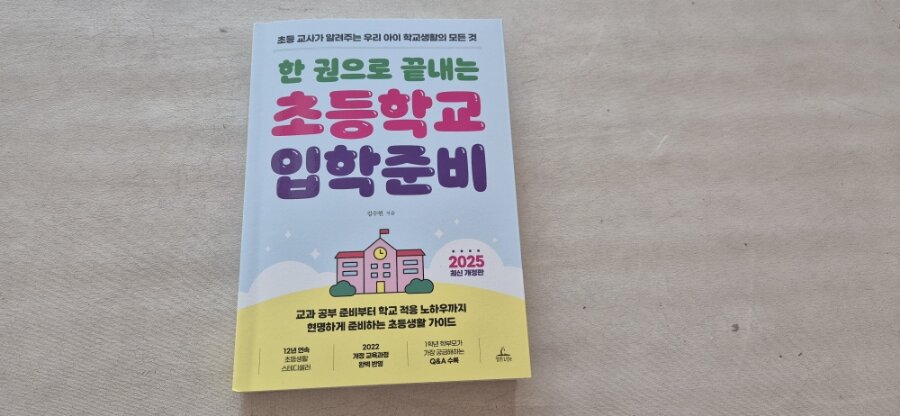 초등 교사가 알려주는 우리 아이 학교생활의 모든 것
한 권으로 끝내는
초등학교
입학준비
김수현 지음
2025
최신 개정판
교과 공부 준비부터 학교 적응 노하우까지
현명하게 준비하는 초등생활 가이드
12년 연속
초등생활
스테디셀러
2022
개정 교육과정
완벽 반영
1학년 학부모가
가장 궁금해하는
Q&A 수록